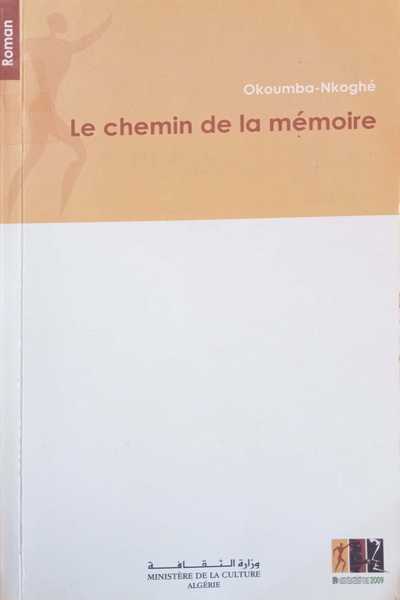 Roman
Okoumba-Nkoghé
Le chemin de la mémoire
وزارة الثقافة
MINISTÈRE DE LA CULTURE
ALGÉRIE
2009